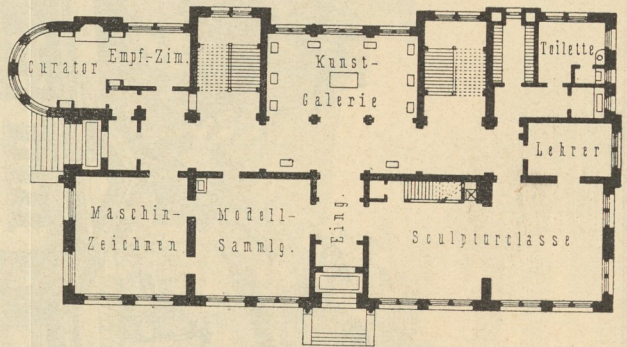 Curator
Empf.-Zim.
Kunst-
Galerie
Toilette
Lehrer
Maschin-
Zeichnen
Modell-
Sammlg.
Eing.
Sculpturclasse